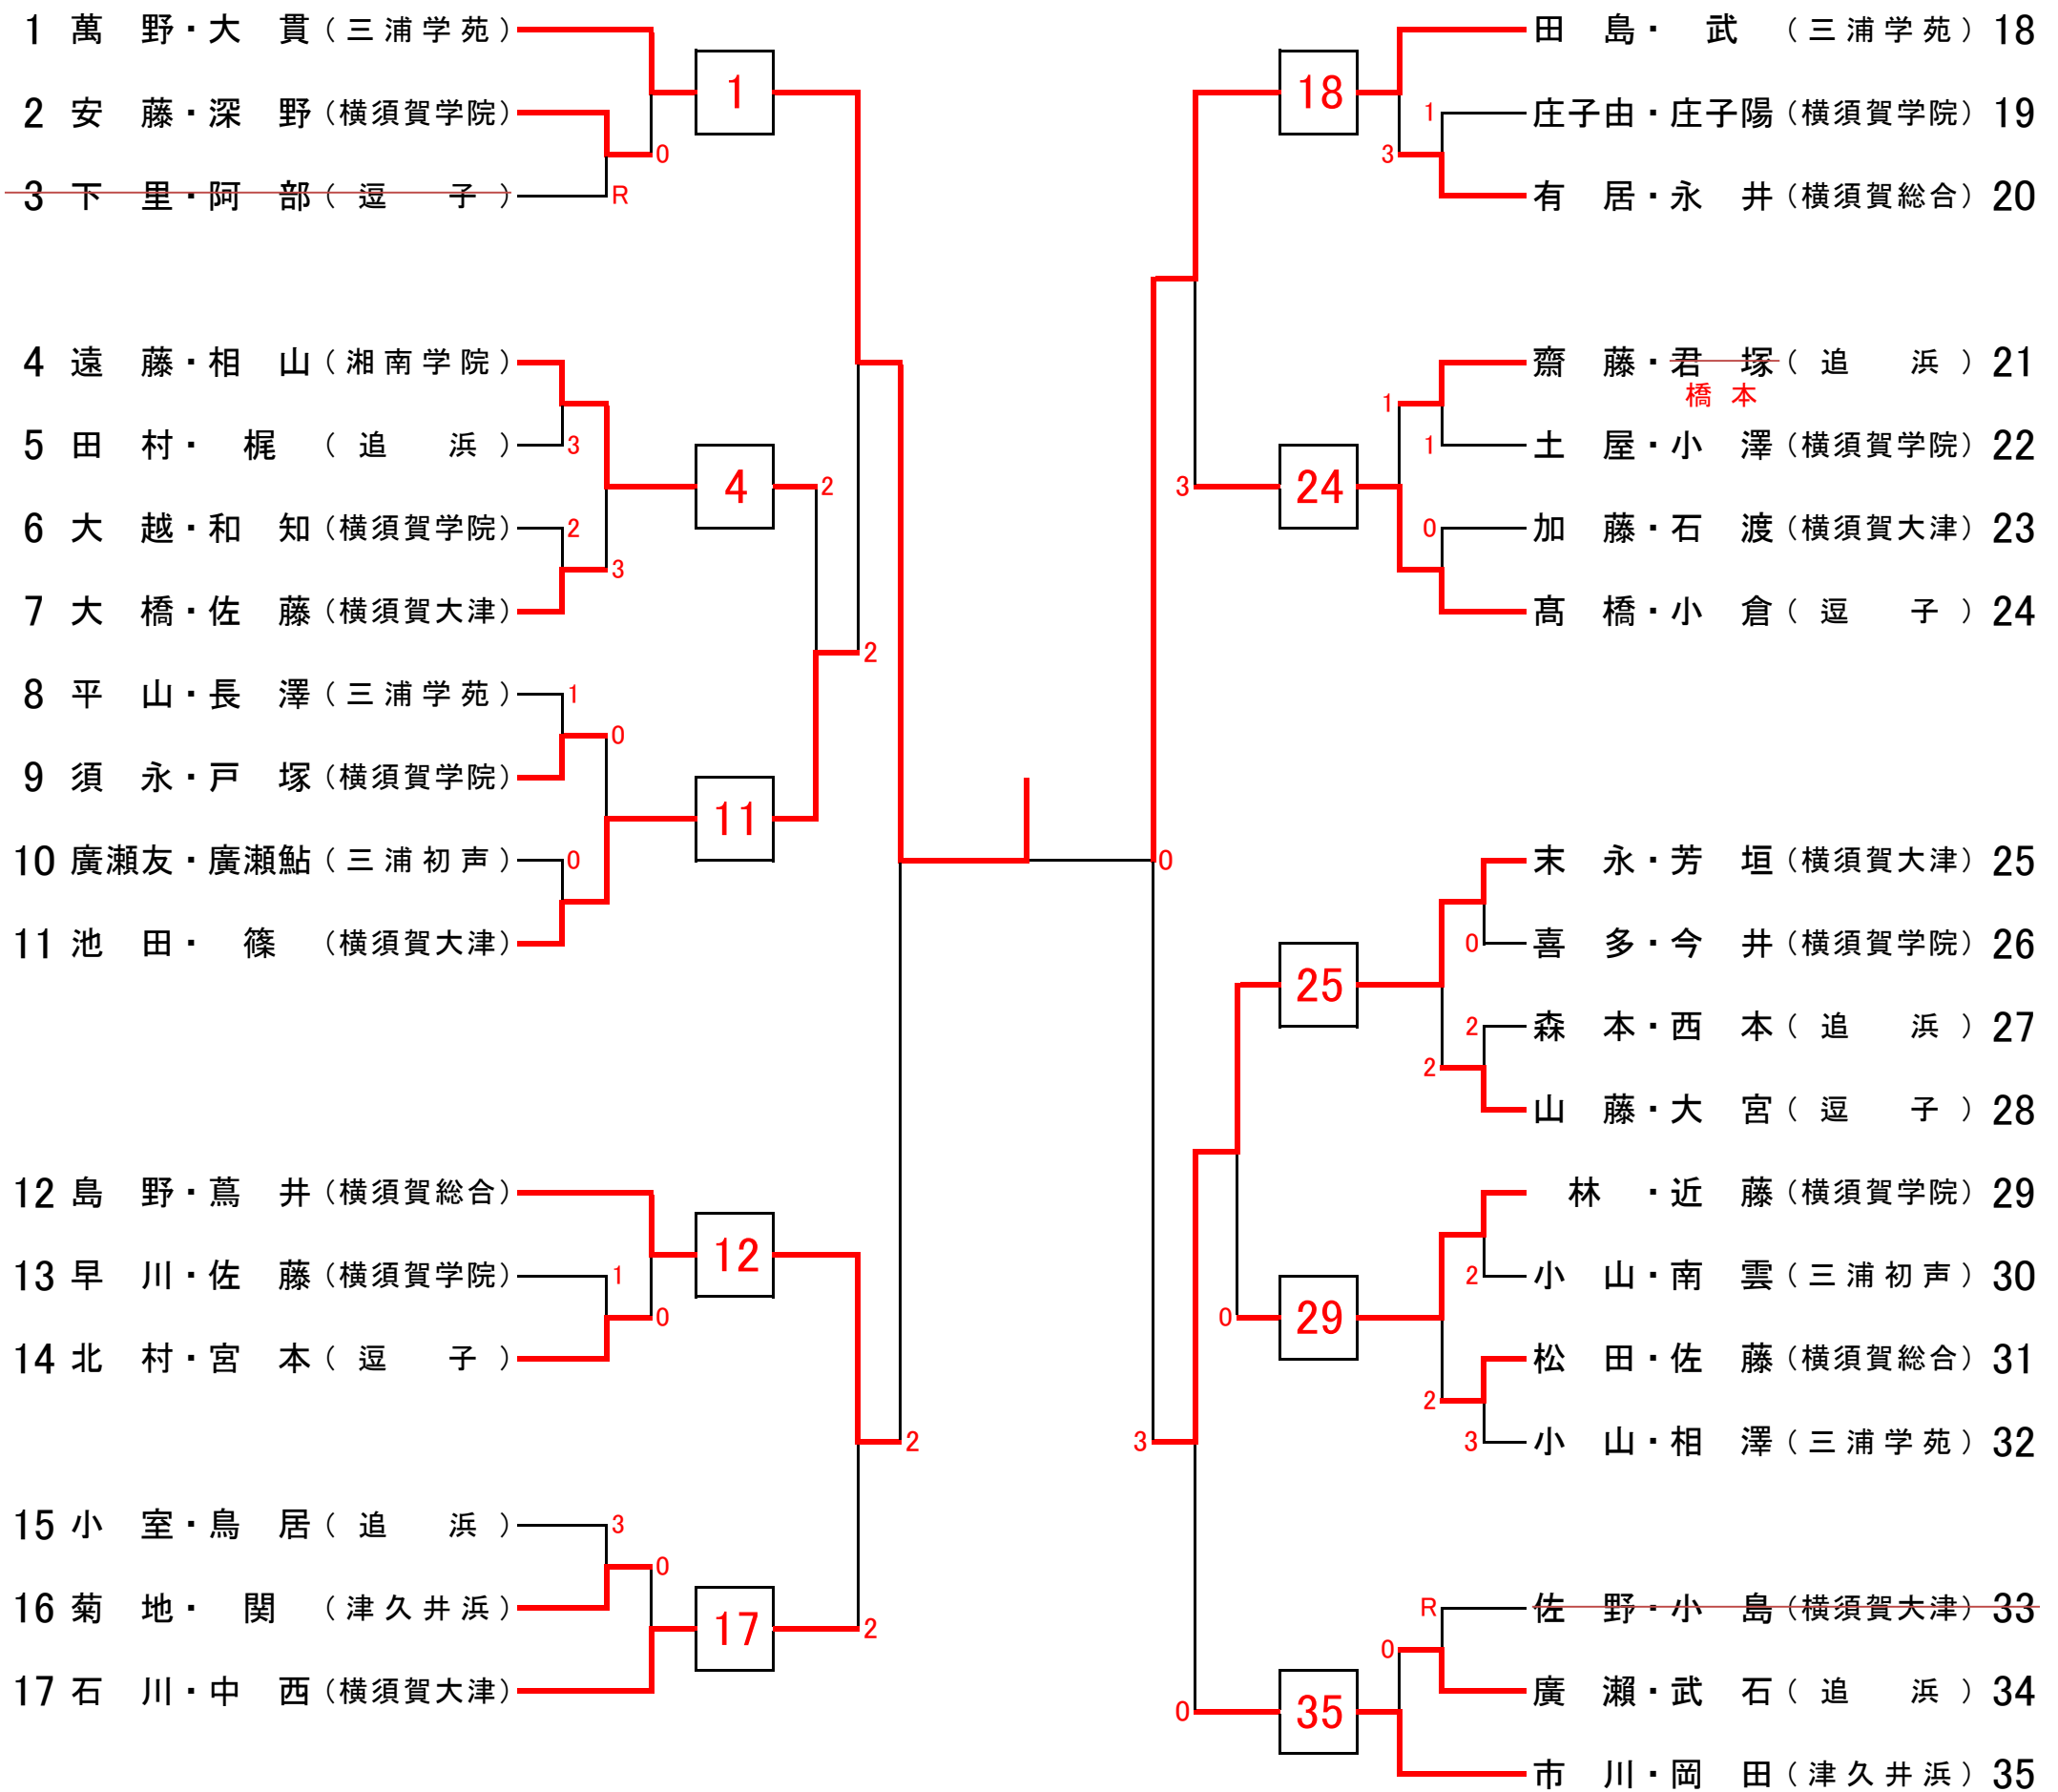 1 萬 野・大 貫（三浦学苑）
2 安 藤・深 野（横須賀学院）
0
3 下 里・阿 部（逗 子）
R
1
4 遠 藤・相 山（湘南学院）
5 田 村・ 梶 （追 浜）
3
4
2
6 大 越・和 知（横須賀学院）
2
3
7 大 橋・佐 藤（横須賀大津）
2
8 平 山・長 澤（三浦学苑）
1
0
9 須 永・戸 塚（横須賀学院）
11
10 廣瀬友・廣瀬鮎（三浦初声）
0
11 池 田・ 篠 （横須賀大津）
12 島 野・蔦 井（横須賀総合）
12
13 早 川・佐 藤（横須賀学院）
1
0
14 北 村・宮 本（逗 子）
2
15 小 室・鳥 居（追 浜）
3
0
16 菊 地・ 関 （津久井浜）
17
2
17 石 川・中 西（横須賀大津）
田 島・ 武 （三浦学苑）18
18
1
庄子由・庄子陽（横須賀学院）19
3
有 居・永 井（横須賀総合）20
齋 藤・君 塚（追 浜）21
橋 本
1
1
土 屋・小 澤（横須賀学院）22
3
24
0
加 藤・石 渡（横須賀大津）23
髙 橋・小 倉（逗 子）24
0
末 永・芳 垣（横須賀大津）25
0
喜 多・今 井（横須賀学院）26
25
2
森 本・西 本（追 浜）27
2
山 藤・大 宮（逗 子）28
林 ・近 藤（横須賀学院）29
2
小 山・南 雲（三浦初声）30
0
29
松 田・佐 藤（横須賀総合）31
2
3
3
小 山・相 澤（三浦学苑）32
R
佐 野・小 島（横須賀大津）33
0
廣 瀬・武 石（追 浜）34
0
35
市 川・岡 田（津久井浜）35